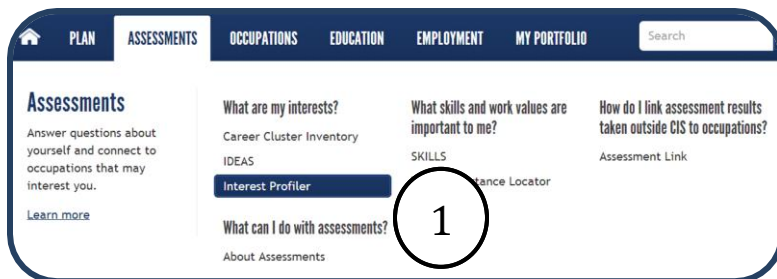 PLAN ASSESSMENTS OCCUPATIONS EDUCATION EMPLOYMENT MY PORTFOLIO Search
Assessments
Answer questions about
yourself and connect to
occupations that may
interest you.
Learn more
What are my interests?
Career Cluster Inventory
IDEAS
Interest Profiler
What can I do with assessments?
About Assessments
What skills and work values are
important to me?
SKILLS
Locator
How do I link assessment results
taken outside CIS to occupations?
Assessment Link
1